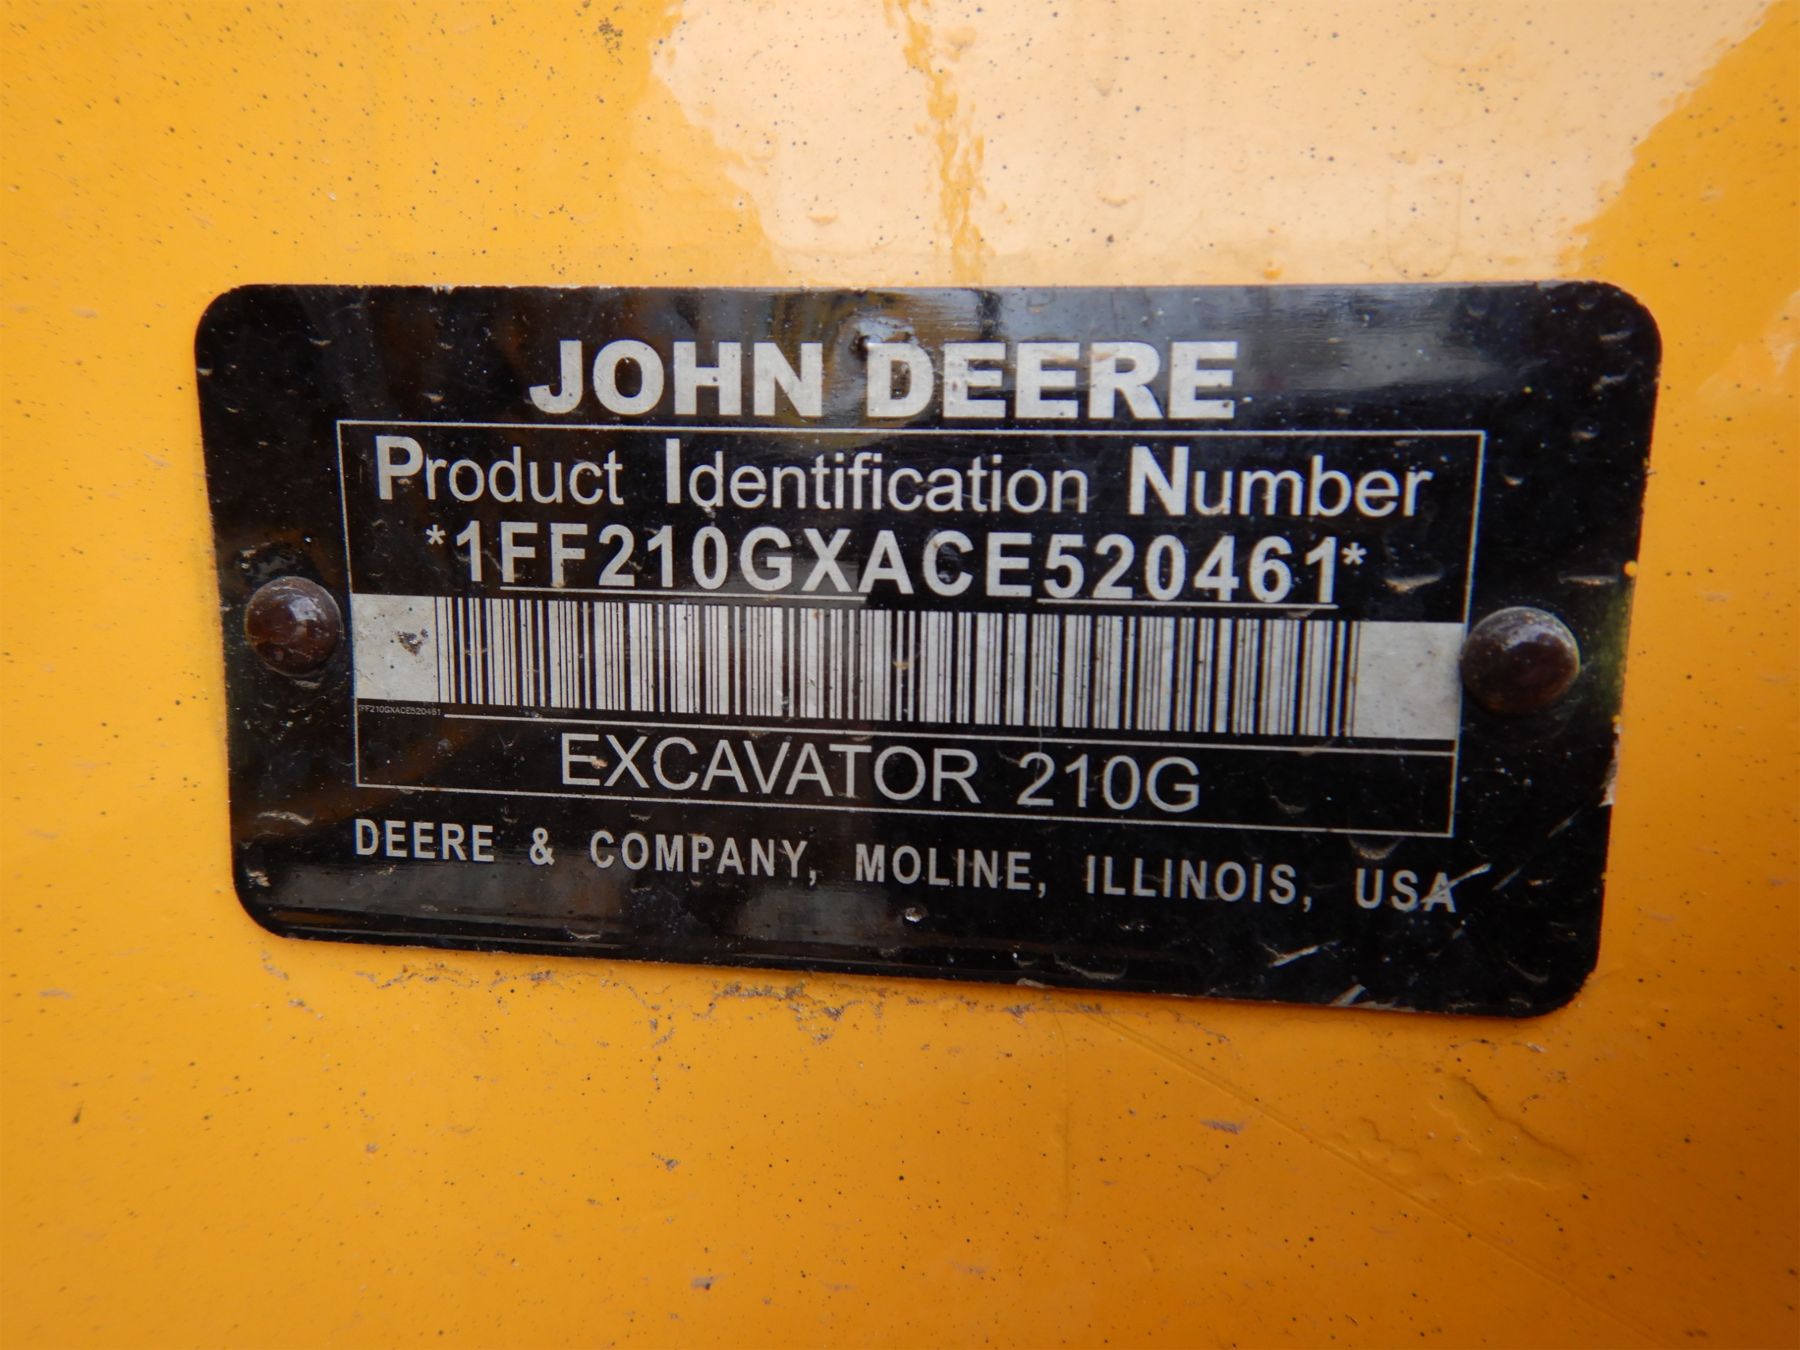 JOHN DEERE
Product Identification Number
*1FF210GXACE520461*
1FF210GXACE520461
EXCAVATOR 210G
DEERE & COMPANY, MOLINE, ILLINOIS, USA